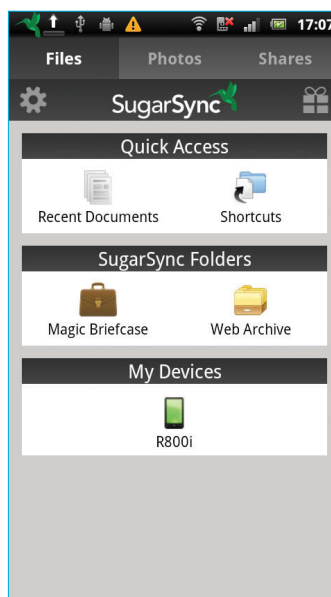 17:07
Files Photos Shares
SugarSync
Quick Access
Recent Documents Shortcuts
SugarSync Folders
Magic Briefcase Web Archive
My Devices
R800i